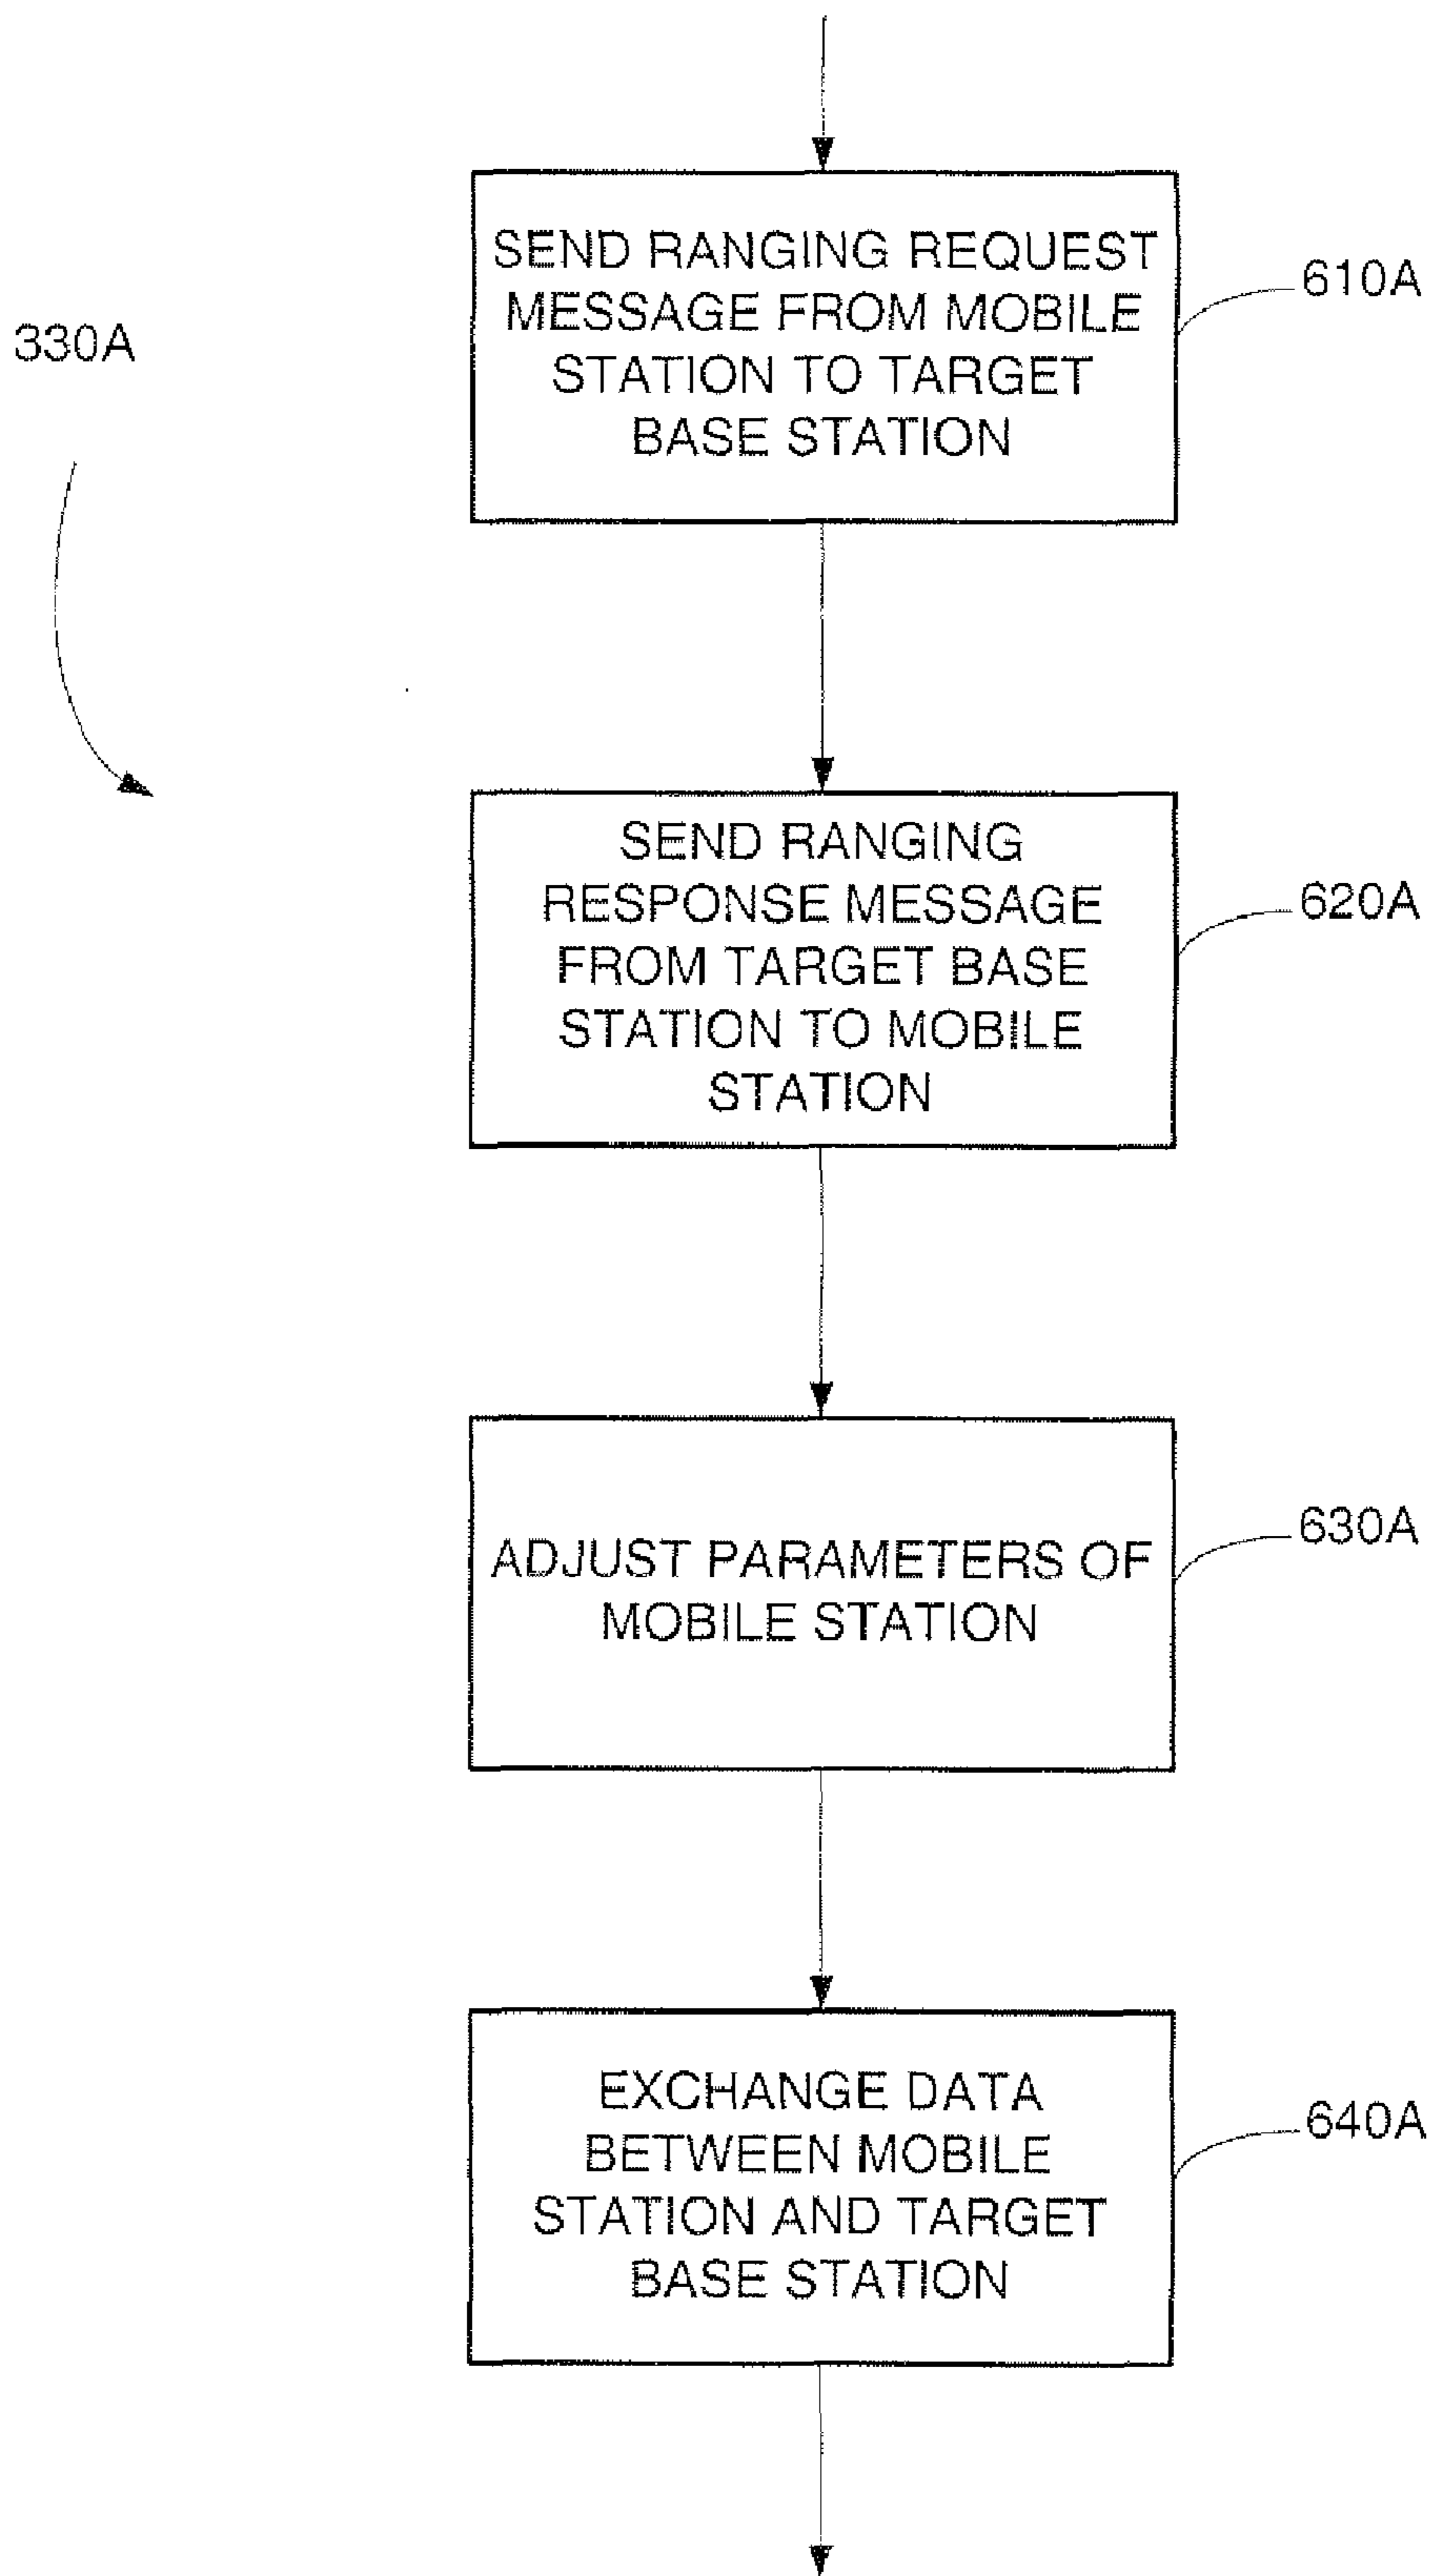 SEND RANGING REQUEST
MESSAGE FROM MOBILE
STATION TO TARGET
BASE STATION
610A
330A
SEND RANGING
RESPONSE MESSAGE
FROM TARGET BASE
STATION TO MOBILE
STATION
620A
ADJUST PARAMETERS OF
MOBILE STATION
630A
EXCHANGE DATA
BETWEEN MOBILE
STATION AND TARGET
BASE STATION
640A